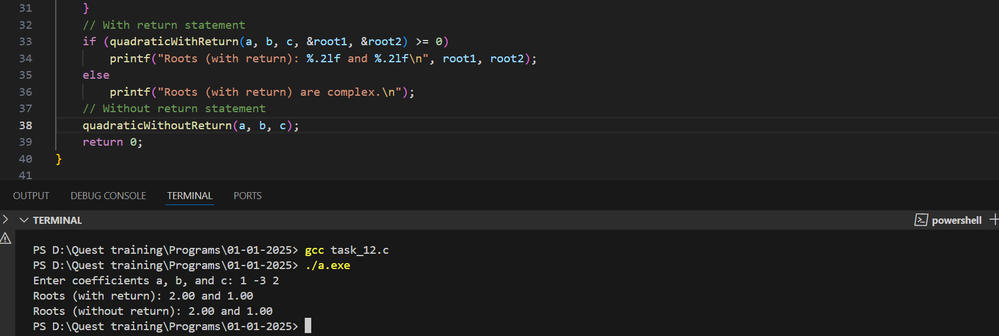 31 }
32 // With return statement
33 if (quadraticWithReturn(a, b, c, &root1, &root2) >= 0)
34 printf("Roots (with return): %.2lf and %.2lf\n", root1, root2);
35 else
36 printf("Roots (with return) are complex.\n");
37 // Without return statement
38 quadraticWithoutReturn(a, b, c);
39 return 0;
40 }
41
OUTPUT DEBUG CONSOLE TERMINAL PORTS
TERMINAL powershell
PS D:\Quest training\Programs\01-01-2025> gcc task_12.c
PS D:\Quest training\Programs\01-01-2025> ./a.exe
Enter coefficients a, b, and c: 1 -3 2
Roots (with return): 2.00 and 1.00
Roots (without return): 2.00 and 1.00
PS D:\Quest training\Programs\01-01-2025>